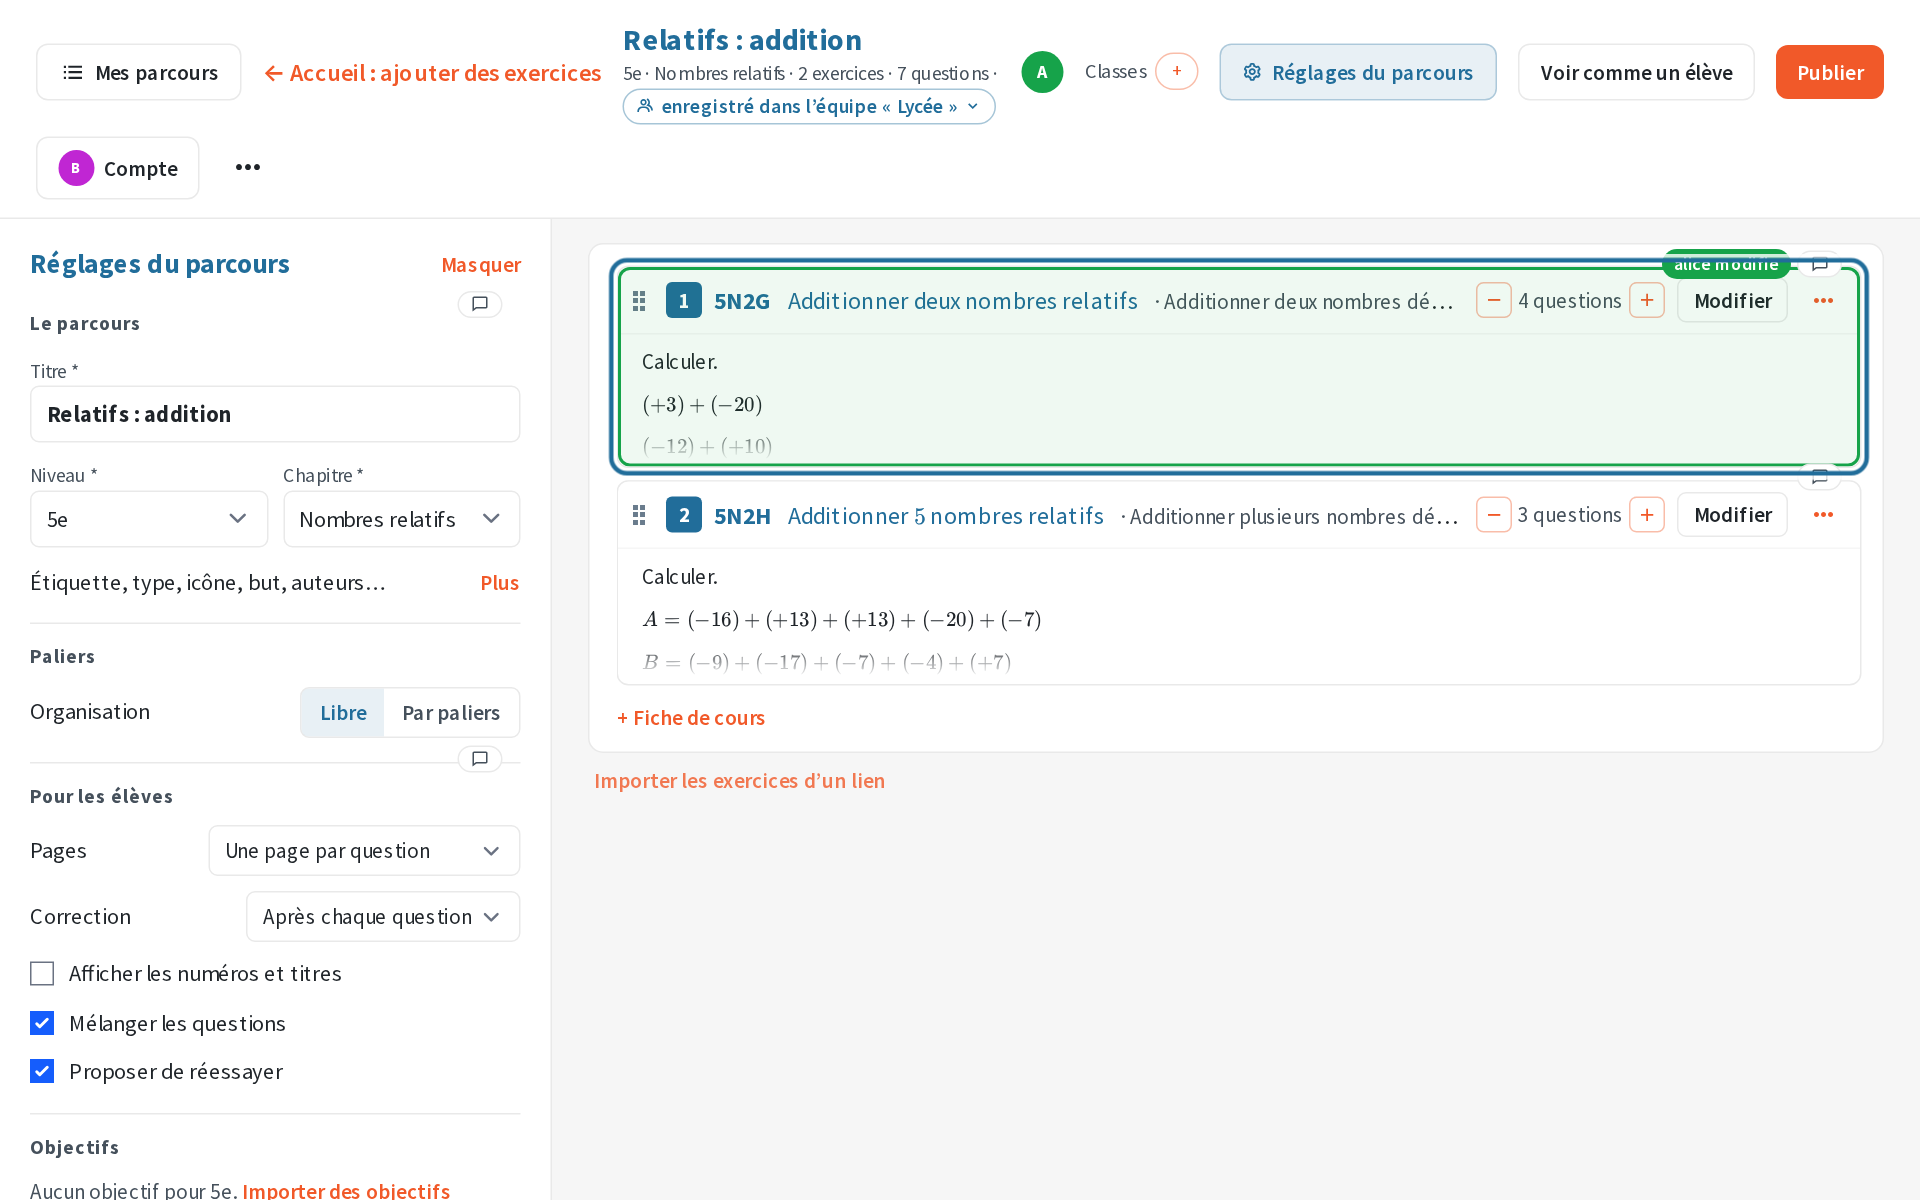 Mes parcours
← Accueil : ajouter des exercices
Relatifs : addition
5e · Nombres relatifs · 2 exercices · 7 questions ·
enregistré dans l’équipe « Lycée »
A
Classes
+
Réglages du parcours
Voir comme un élève
Publier
B
Compte
•••
Réglages du parcours
Masquer
Le parcours
Titre *
Relatifs : addition
Niveau *
Chapitre *
5e
Nombres relatifs
Étiquette, type, icône, but, auteurs…
Plus
Paliers
Organisation
Libre
Par paliers
Pour les élèves
Pages
Une page par question
Correction
Après chaque question
Afficher les numéros et titres
Mélanger les questions
Proposer de réessayer
Objectifs
Aucun objectif pour 5e. Importer des objectifs
alice modifie
1 5N2G Additionner deux nombres relatifs · Additionner deux nombres dé… − 4 questions + Modifier •••
Calculer.
(+3) + (−20)
(−12) + (+10)
2 5N2H Additionner 5 nombres relatifs · Additionner plusieurs nombres dé… − 3 questions + Modifier •••
Calculer.
A = (−16) + (+13) + (+13) + (−20) + (−7)
B = (−9) + (−17) + (−7) + (−4) + (+7)
+ Fiche de cours
Importer les exercices d’un lien